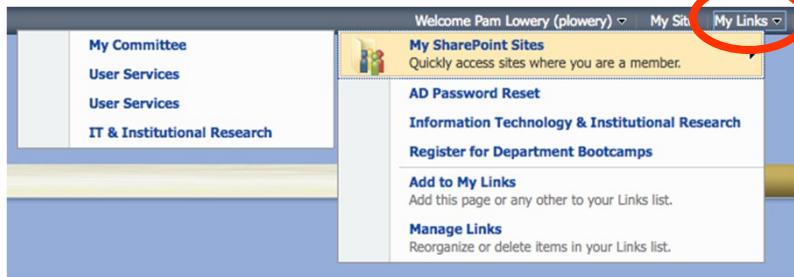 Welcome Pam Lowery (plowery) My Sit My Links
My Committee
User Services
User Services
IT & Institutional Research
My SharePoint Sites
Quickly access sites where you are a member.
AD Password Reset
Information Technology & Institutional Research
Register for Department Bootcamps
Add to My Links
Add this page or any other to your Links list.
Manage Links
Reorganize or delete items in your Links list.